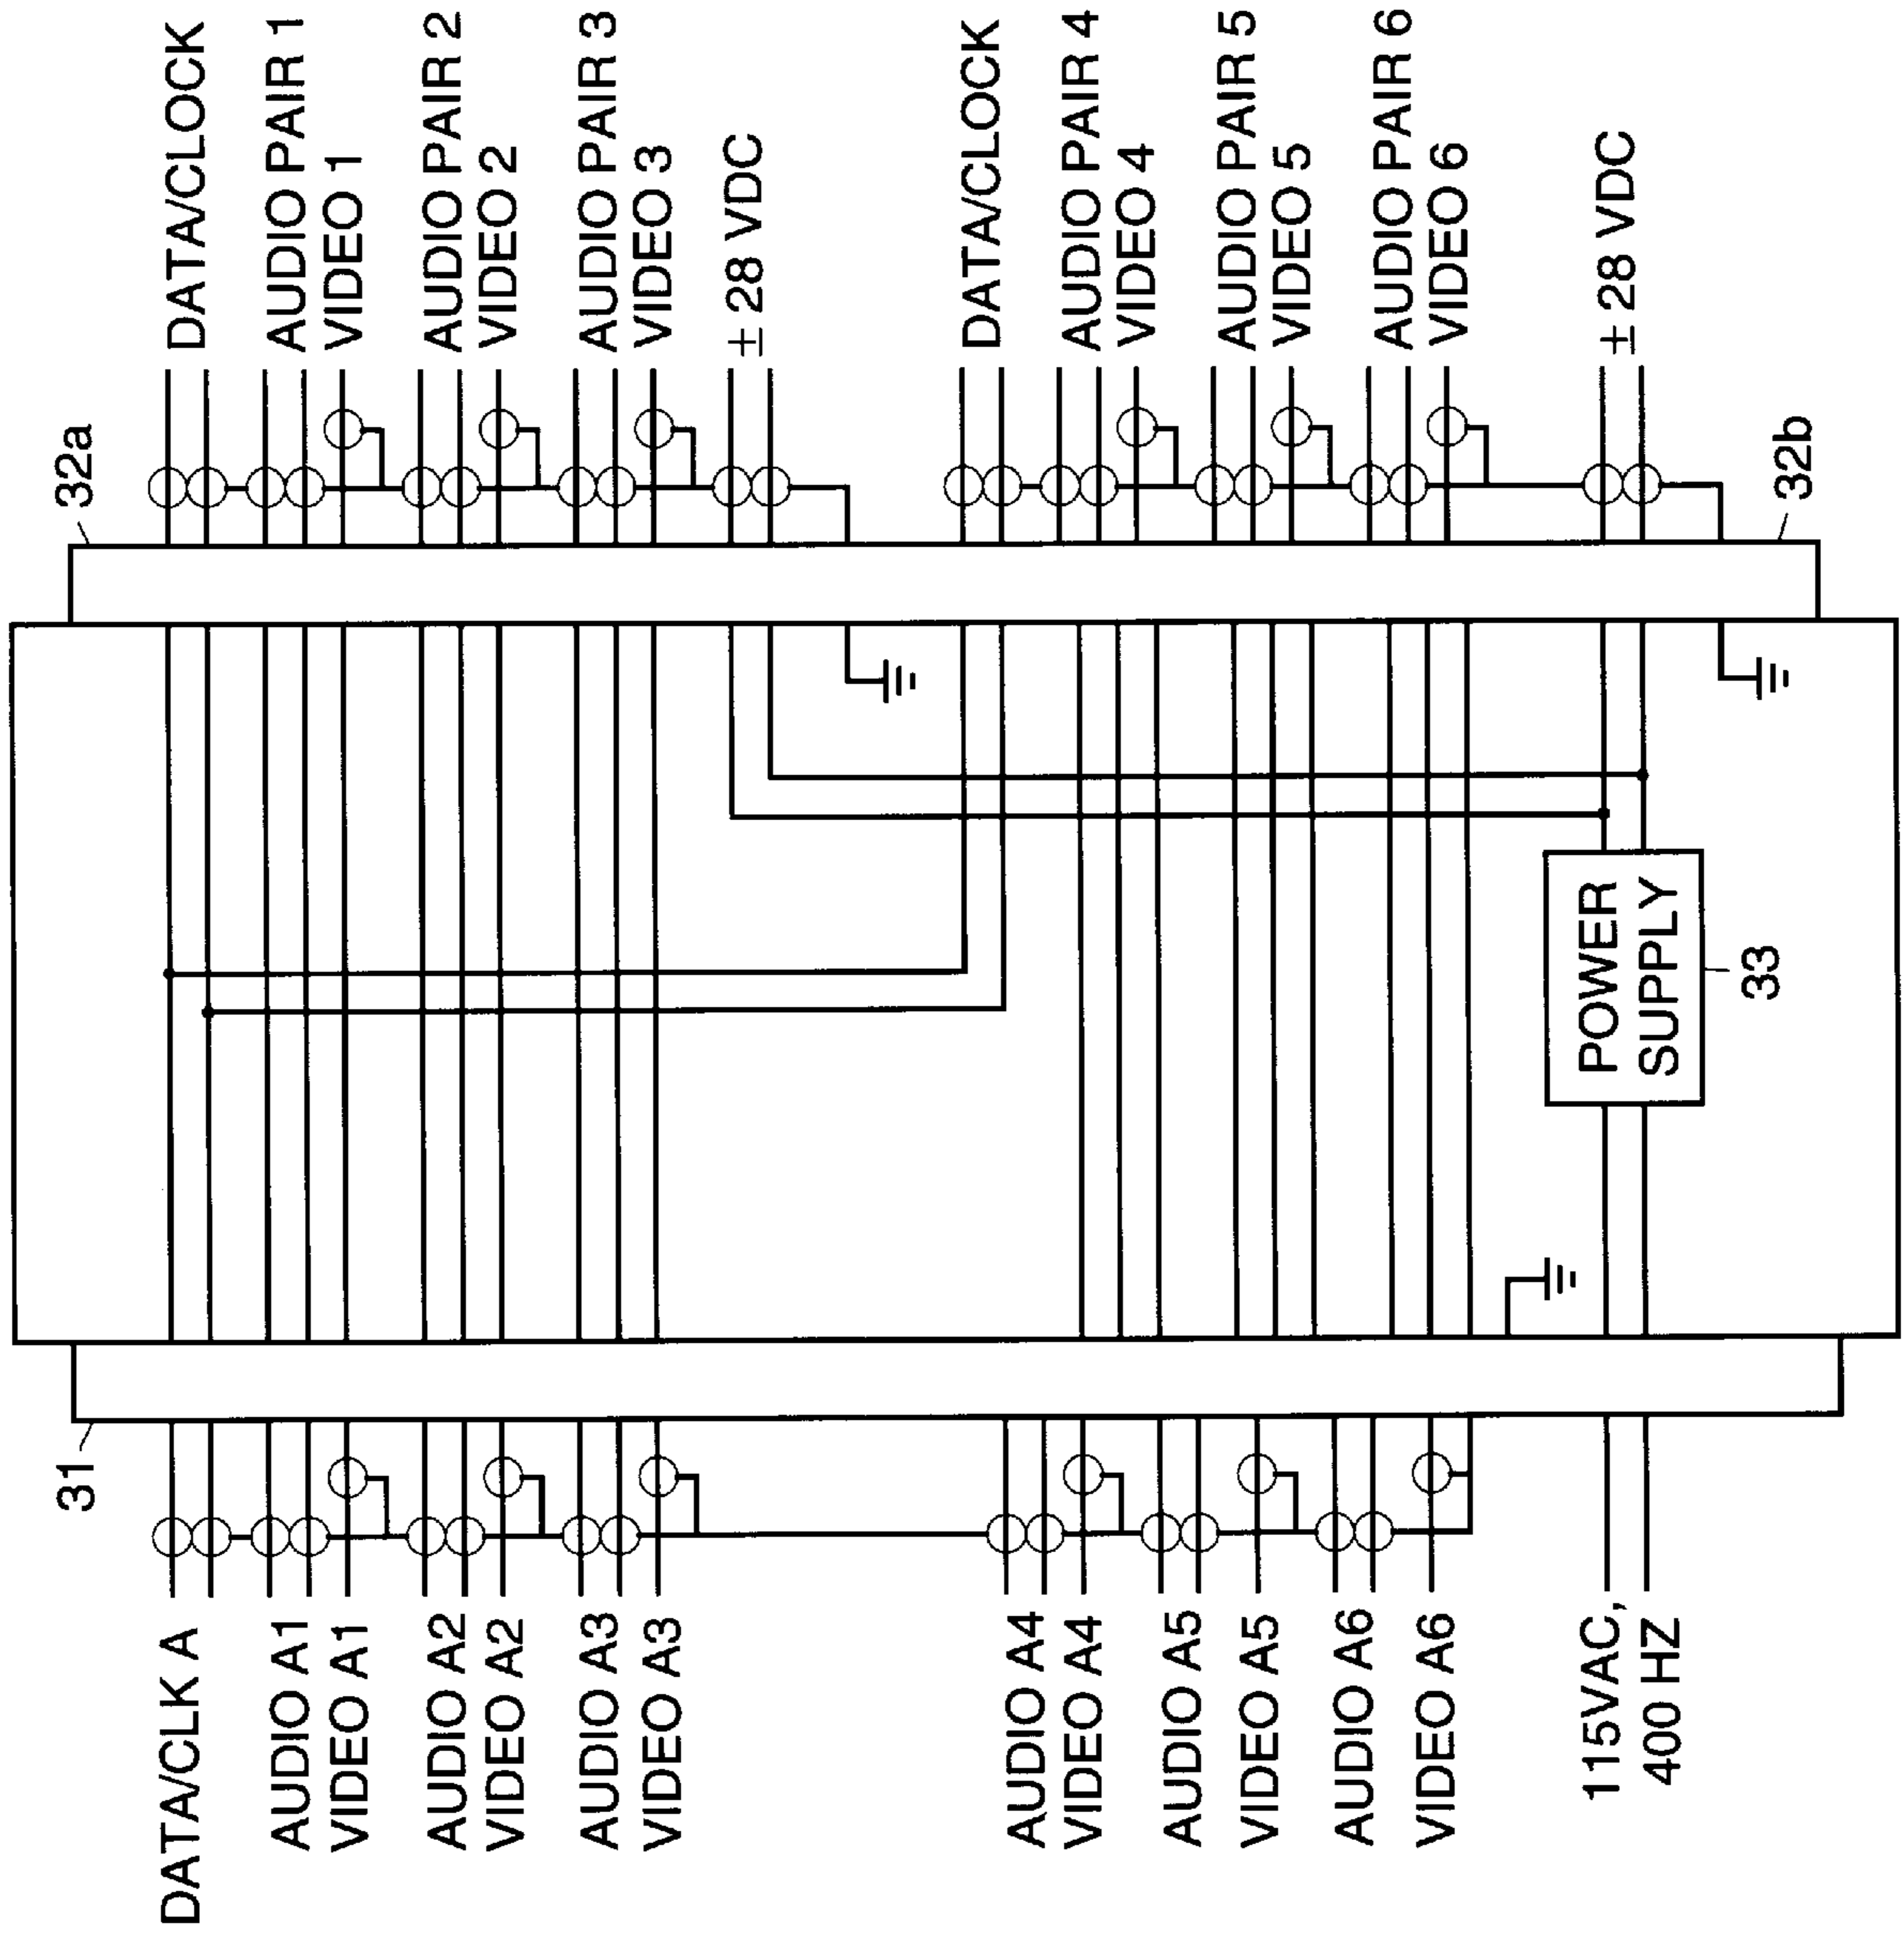 31
DATA/CLK A
AUDIO A1
VIDEO A1
AUDIO A2
VIDEO A2
AUDIO A3
VIDEO A3
AUDIO A4
VIDEO A4
AUDIO A5
VIDEO A5
AUDIO A6
VIDEO A6
115VAC,
400 HZ
POWER
SUPPLY
33
32a
DATA/CLOCK
AUDIO PAIR 1
VIDEO 1
AUDIO PAIR 2
VIDEO 2
AUDIO PAIR 3
VIDEO 3
± 28 VDC
DATA/CLOCK
AUDIO PAIR 4
VIDEO 4
AUDIO PAIR 5
VIDEO 5
AUDIO PAIR 6
VIDEO 6
± 28 VDC
32b